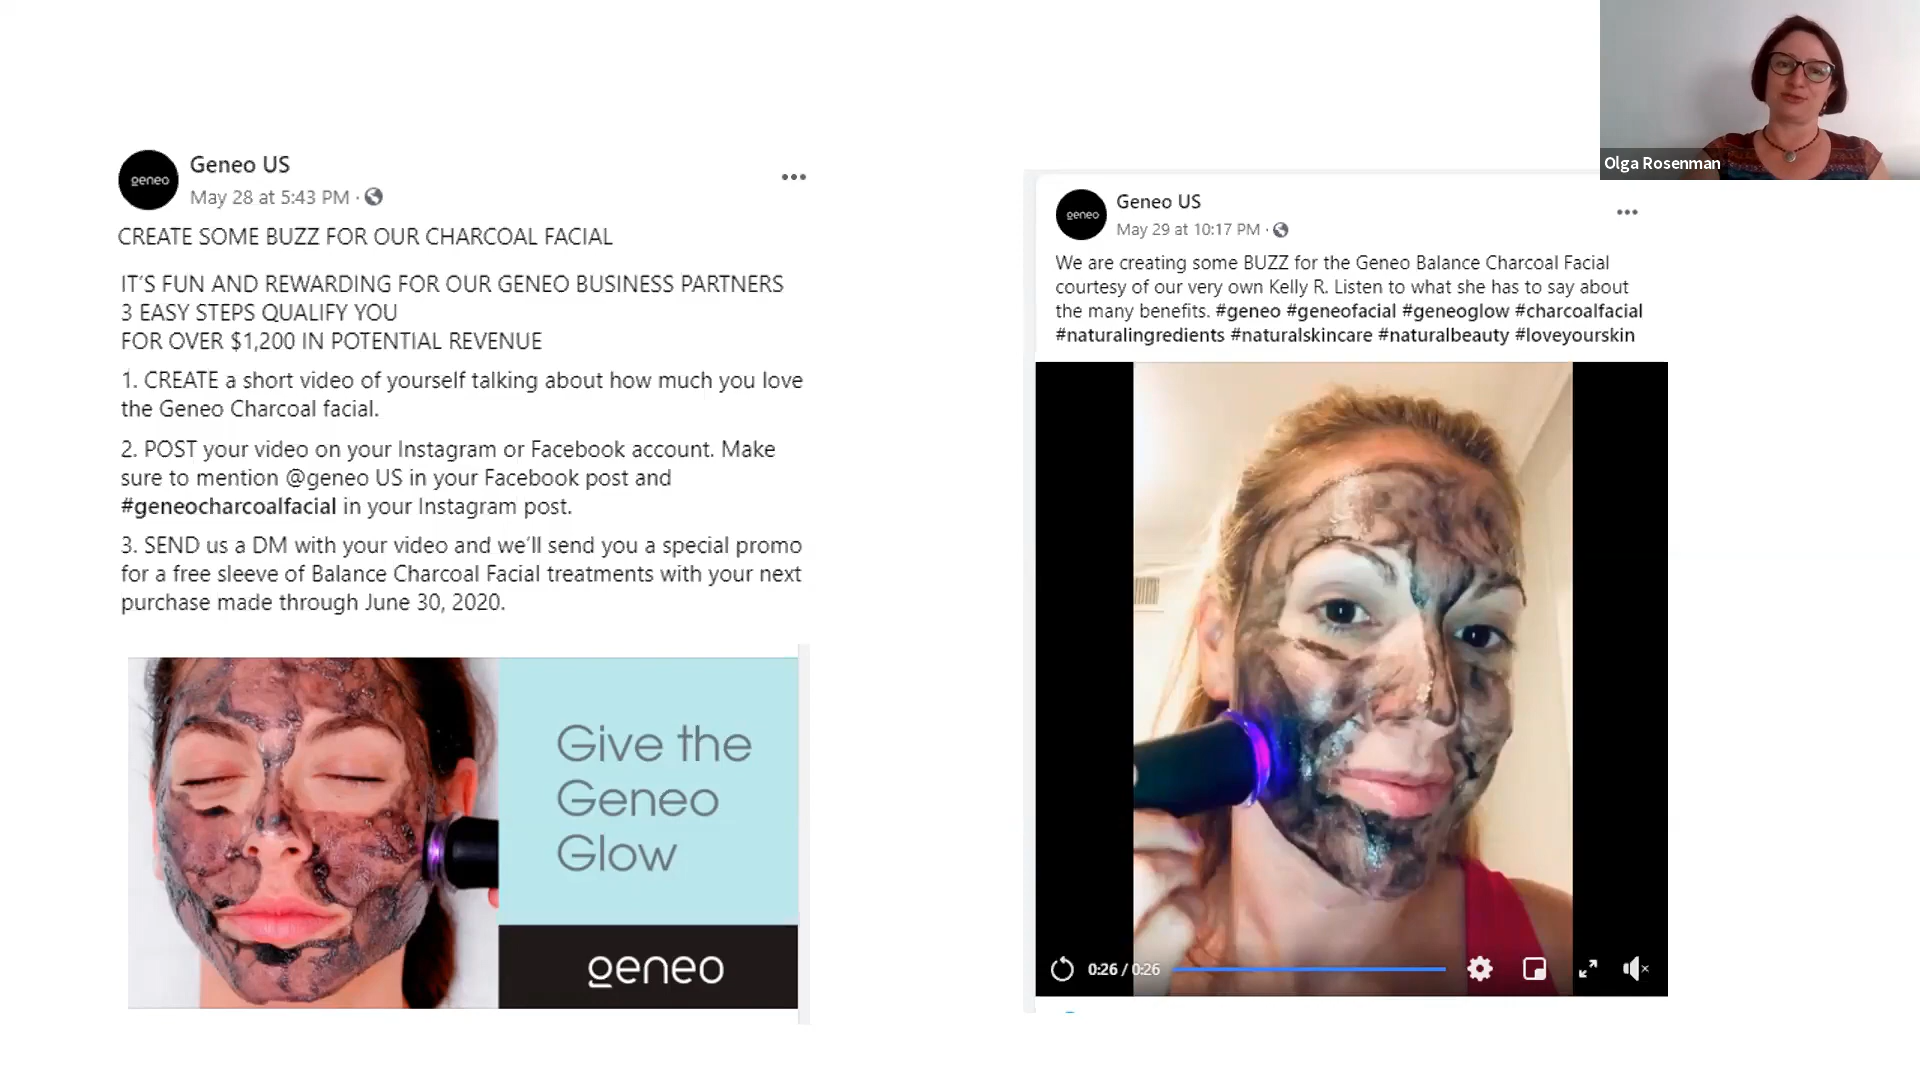 Olga Rosenman
geneo
Geneo US
May 28 at 5:43 PM ·
CREATE SOME BUZZ FOR OUR CHARCOAL FACIAL
IT'S FUN AND REWARDING FOR OUR GENEO BUSINESS PARTNERS
3 EASY STEPS QUALIFY YOU
FOR OVER $1,200 IN POTENTIAL REVENUE
1. CREATE a short video of yourself talking about how much you love
the Geneo Charcoal facial.
2. POST your video on your Instagram or Facebook account. Make
sure to mention @geneo US in your Facebook post and
#geneocharcoalfacial in your Instagram post.
3. SEND us a DM with your video and we'll send you a special promo
for a free sleeve of Balance Charcoal Facial treatments with your next
purchase made through June 30, 2020.
Give the
Geneo
Glow
geneo
geneo
Geneo US
May 29 at 10:17 PM ·
We are creating some BUZZ for the Geneo Balance Charcoal Facial
courtesy of our very own Kelly R. Listen to what she has to say about
the many benefits. #geneo #geneofacial #geneoglow #charcoalfacial
#naturalingredients #naturalskincare #naturalbeauty #loveyourskin
0:26 / 0:26